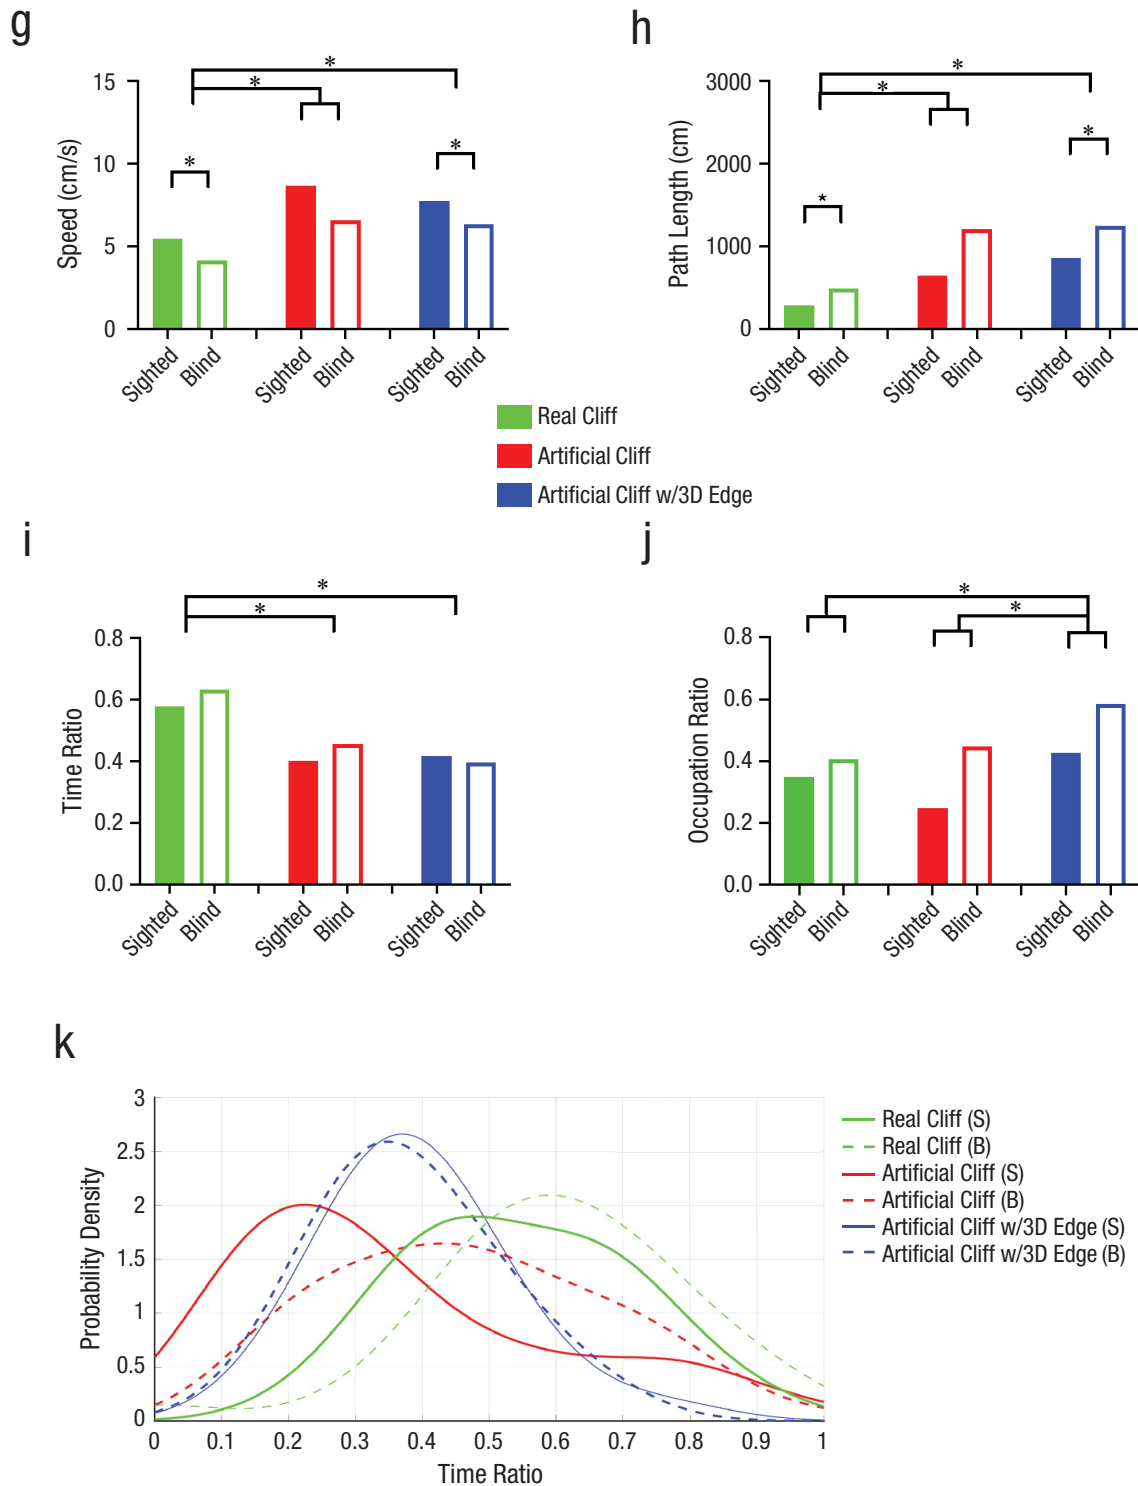 g
*
*
*
*
15
10
5
0
Speed (cm/s)
Sighted
Blind
Sighted
Blind
Sighted
Blind
h
*
*
*
*
3000
2000
1000
0
Path Length (cm)
Sighted
Blind
Sighted
Blind
Sighted
Blind
Real Cliff
Artificial Cliff
Artificial Cliff w/3D Edge
i
*
*
0.8
0.6
0.4
0.2
0.0
Time Ratio
Sighted
Blind
Sighted
Blind
Sighted
Blind
j
*
*
0.8
0.6
0.4
0.2
0.0
Occupation Ratio
Sighted
Blind
Sighted
Blind
Sighted
Blind
k
3
2.5
2
1.5
1
0.5
0
Probability Density
0 0.1 0.2 0.3 0.4 0.5 0.6 0.7 0.8 0.9 1
Time Ratio
Real Cliff (S)
Real Cliff (B)
Artificial Cliff (S)
Artificial Cliff (B)
Artificial Cliff w/3D Edge (S)
Artificial Cliff w/3D Edge (B)